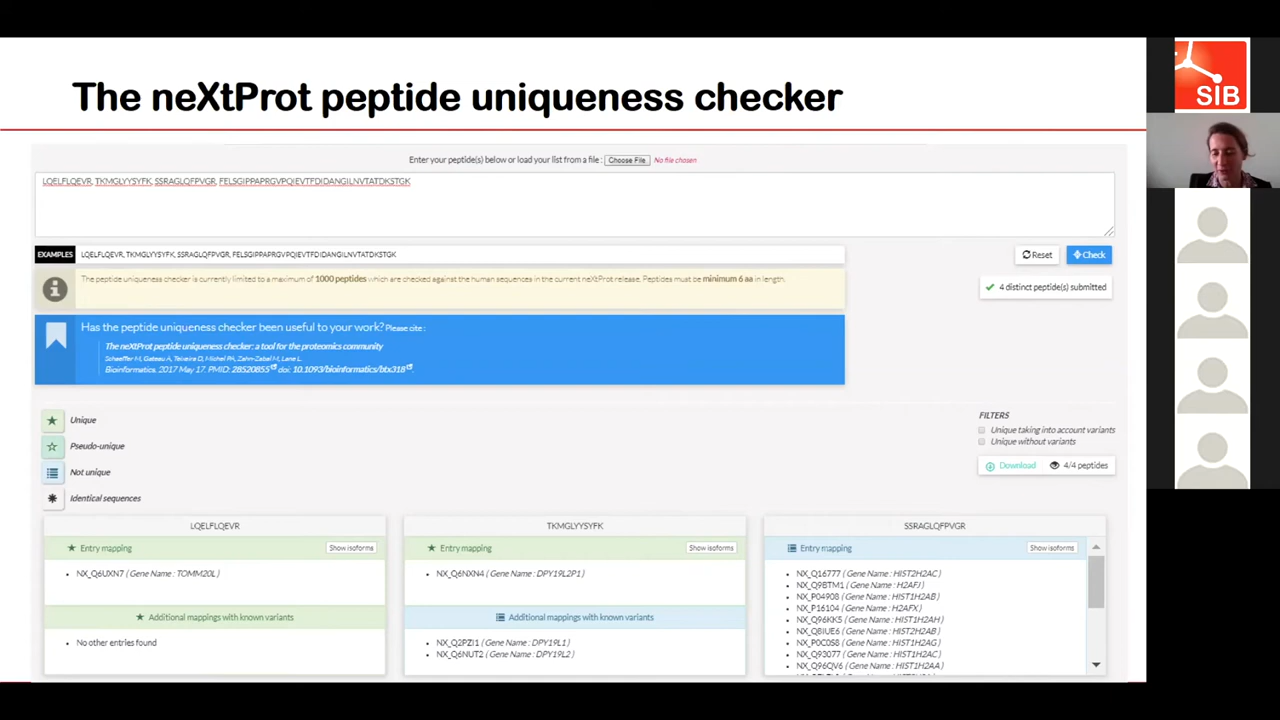 The neXtProt peptide uniqueness checker
SIB
Enter your peptide(s) below or load your list from a file : Choose File No file chosen
LQELFLQEVR, TKMGLYYSYFK, SSRAGLQFPVGR, FELSGIPPAPRGVPQIEVTFDIDANGILNVTATDKSTGK
EXAMPLES LQELFLQEVR, TKMGLYYSYFK, SSRAGLQFPVGR, FELSGIPPAPRGVPQIEVTFDIDANGILNVTATDKSTGK
Reset Check
The peptide uniqueness checker is currently limited to a maximum of 1000 peptides which are checked against the human sequences in the current neXtProt release. Peptides must be minimum 6 aa in length.
4 distinct peptide(s) submitted
Has the peptide uniqueness checker been useful to your work? Please cite :
The neXtProt peptide uniqueness checker: a tool for the proteomics community
Schaeffer M, Gateau A, Teixeira D, Michel PA, Zahn-Zabal M, Lane L.
Bioinformatics. 2017 May 17. PMID: 28520855 doi: 10.1093/bioinformatics/btx318
Unique
Pseudo-unique
Not unique
Identical sequences
FILTERS
Unique taking into account variants
Unique without variants
Download 4/4 peptides
LQELFLQEVR
Entry mapping Show isoforms
NX_Q6UXN7 ( Gene Name : TOMM20L )
Additional mappings with known variants
No other entries found
TKMGLYYSYFK
Entry mapping Show isoforms
NX_Q6NXN4 ( Gene Name : DPY19L2P1 )
Additional mappings with known variants
NX_Q2PZI1 ( Gene Name : DPY19L1 )
NX_Q6NUT2 ( Gene Name : DPY19L2 )
SSRAGLQFPVGR
Entry mapping Show isoforms
NX_Q16777 ( Gene Name : HIST2H2AC )
NX_Q9BTM1 ( Gene Name : H2AFJ )
NX_P04908 ( Gene Name : HIST1H2AB )
NX_P16104 ( Gene Name : H2AFX )
NX_Q96KK5 ( Gene Name : HIST1H2AH )
NX_Q8IUE6 ( Gene Name : HIST2H2AB )
NX_P0C0S8 ( Gene Name : HIST1H2AG )
NX_Q93077 ( Gene Name : HIST1H2AC )
NX_Q96QV6 ( Gene Name : HIST1H2AA )